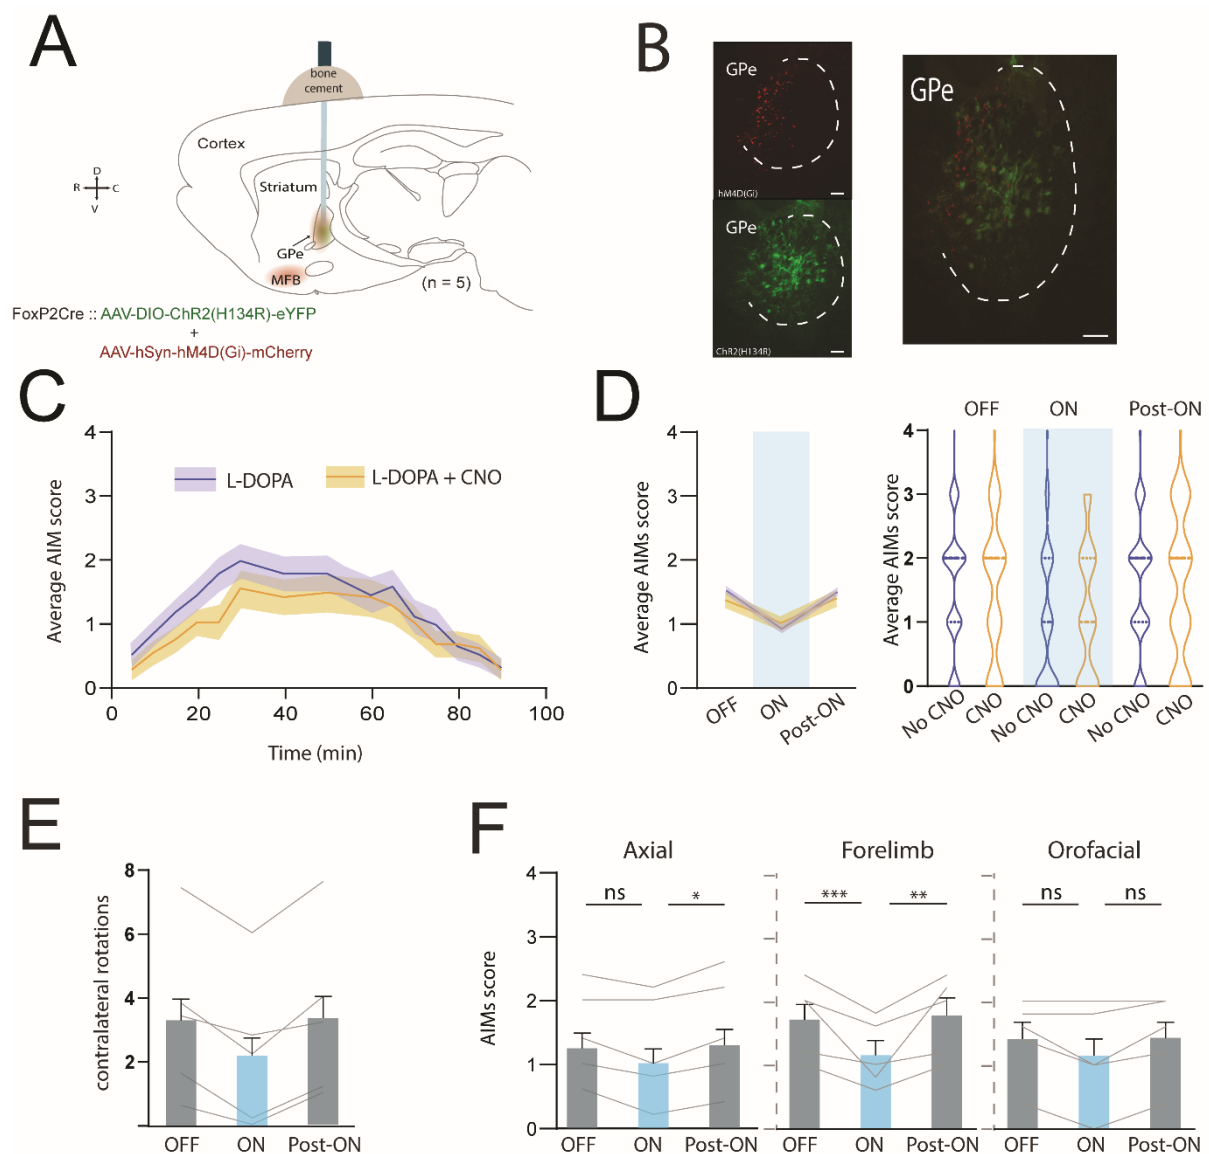 A
bone
cement
Cortex
D
R
C
V
Striatum
GPe
MFB
(n = 5)
FoxP2Cre :: AAV-DIO-ChR2(H134R)-eYFP
+
AAV-hSyn-hM4D(Gi)-mCherry
B
GPe
hM4D(Gi)
GPe
ChR2(H134R)
GPe
C
Average AIM score
4
3
2
1
0
L-DOPA
L-DOPA + CNO
0
20
40
60
80
100
Time (min)
D
Average AIMs score
4
3
2
1
0
OFF
ON
Post-ON
OFF
ON
Post-ON
Average AIMs score
4
3
2
1
0
No CNO
CNO
No CNO
CNO
No CNO
CNO
E
contralateral rotations
8
6
4
2
OFF
ON
Post-ON
F
AIMs score
4
3
2
1
0
Axial
ns
*
OFF
ON
Post-ON
Forelimb
***
**
OFF
ON
Post-ON
Orofacial
ns
ns
OFF
ON
Post-ON